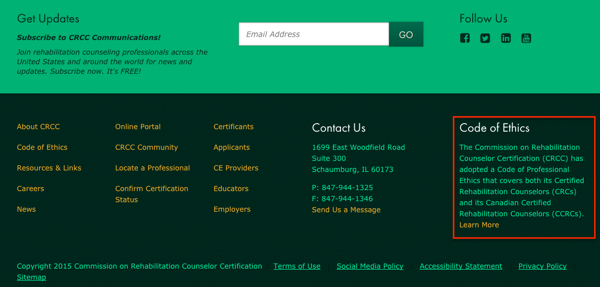 Get Updates
Subscribe to CRCC Communications!
Join rehabilitation counseling professionals across the
United States and around the world for news and
updates. Subscribe now. It's FREE!
Email Address
GO
Follow Us
About CRCC
Code of Ethics
Resources & Links
Careers
News
Online Portal
CRCC Community
Locate a Professional
Confirm Certification
Status
Certificants
Applicants
CE Providers
Educators
Employers
Contact Us
1699 East Woodfield Road
Suite 300
Schaumburg, IL 60173
P: 847-944-1325
F: 847-944-1346
Send Us a Message
Code of Ethics
The Commission on Rehabilitation
Counselor Certification (CRCC) has
adopted a Code of Professional
Ethics that covers both its Certified
Rehabilitation Counselors (CRCs)
and its Canadian Certified
Rehabilitation Counselors (CCRCs).
Learn More
Copyright 2015 Commission on Rehabilitation Counselor Certification
Terms of Use
Social Media Policy
Accessibility Statement
Privacy Policy
Sitemap